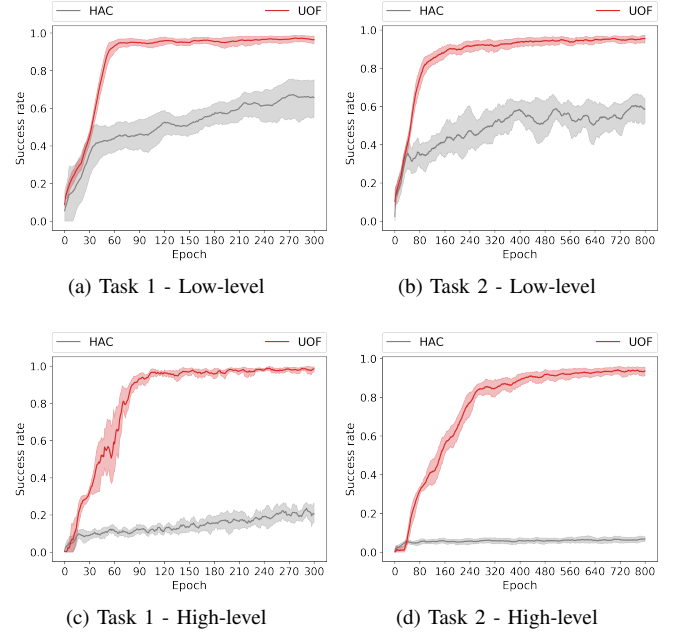 HAC UOF HAC UOF
1.0 1.0
0.8 0.8
0.6 0.6
0.4 0.4
0.2 0.2
0.0 0.0
Success rate Success rate
0 30 60 90 120 150 180 210 240 270 300 0 80 160 240 320 400 480 560 640 720 800
Epoch Epoch
(a) Task 1 - Low-level (b) Task 2 - Low-level
HAC UOF HAC UOF
1.0 1.0
0.8 0.8
0.6 0.6
0.4 0.4
0.2 0.2
0.0 0.0
Success rate Success rate
0 30 60 90 120 150 180 210 240 270 300 0 80 160 240 320 400 480 560 640 720 800
Epoch Epoch
(c) Task 1 - High-level (d) Task 2 - High-level